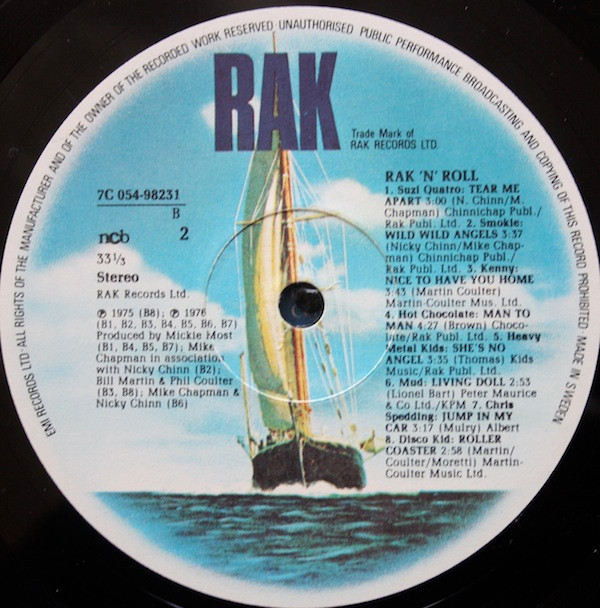 EMI RECORDS LTD· ALL RIGHTS OF THE MANUFACTURER AND OF THE OWNER OF THE RECORDED WORK RESERVED· UNAUTHORISED PUBLIC PERFORMANCE BROADCASTING AND COPYING OF THIS RECORD PROHIBITED MADE IN SWEDEN
RAK
Trade Mark of
RAK RECORDS LTD.
7C 054-98231
B
ncb 2
33⅓
Stereo
RAK Records Ltd.
℗ 1975 (B8); ℗ 1976
(B1, B2, B3, B4, B5, B6, B7)
Produced by Mickie Most
(B1, B4, B5, B7); Mike
Chapman in association
with Nicky Chinn (B2);
Bill Martin & Phil Coulter
(B3, B8); Mike Chapman &
Nicky Chinn (B6)
RAK 'N' ROLL
1. Suzi Quatro: TEAR ME
APART 3:00 (N. Chinn/M.
Chapman) Chinnichap Publ./
Rak Publ. Ltd. 2. Smokie:
WILD WILD ANGELS 3:37
(Nicky Chinn/Mike Chap-
man) Chinnichap Publ./
Rak Publ. Ltd. 3. Kenny:
NICE TO HAVE YOU HOME
3:43 (Martin Coulter)
Martin-Coulter Mus. Ltd.
4. Hot Chocolate: MAN TO
MAN 4:27 (Brown) Choco-
late/Rak Publ. Ltd. 5. Heavy
Metal Kids: SHE'S NO
ANGEL 3:35 (Thomas) Kids
Music/Rak Publ. Ltd.
6. Mud: LIVING DOLL 2:53
(Lionel Bart) Peter Maurice
& Co Ltd./KPM 7. Chris
Spedding: JUMP IN MY
CAR 3:17 (Mulry) Albert
8. Disco Kid: ROLLER
COASTER 2:58 (Martin/
Coulter/Moretti) Martin-
Coulter Music Ltd.